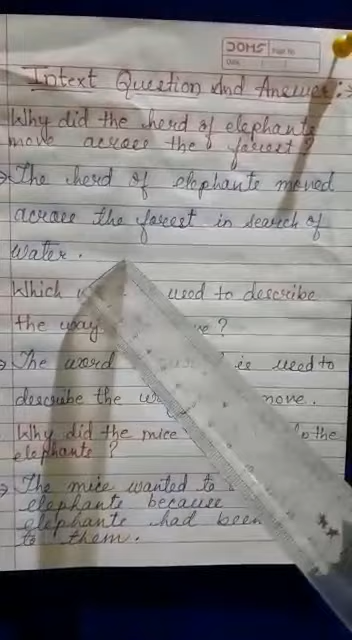 DOMS Page No.
Date
Intext Question And Answer :-
Why did the herd of elephants
move across the forest?
The herd of elephants moved
across the forest in search of
water.
Which used to describe
the way ?
The word is used to
describe the move.
Why did the mice the
elephants ?
The mice wanted to
elephants because
elephants had been
to them.